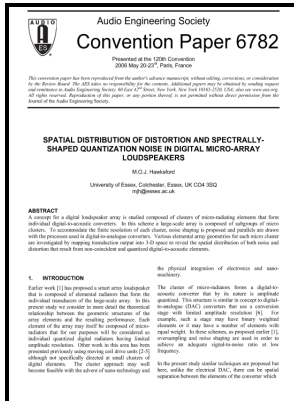 AUDIO
AES
Audio Engineering Society
Convention Paper 6782
Presented at the 120th Convention
2006 May 20-23rd, Paris, France
This convention paper has been reproduced from the author's advance manuscript, without editing, corrections, or consideration
by the Review Board. The AES takes no responsibility for the contents. Additional papers may be obtained by sending request
and remittance to Audio Engineering Society, 60 East 42nd Street, New York, New York 10165-2520, USA; also see www.aes.org.
All rights reserved. Reproduction of this paper, or any portion thereof, is not permitted without direct permission from the
Journal of the Audio Engineering Society.
SPATIAL DISTRIBUTION OF DISTORTION AND SPECTRALLY-
SHAPED QUANTIZATION NOISE IN DIGITAL MICRO-ARRAY
LOUDSPEAKERS
M.O.J. Hawksford
University of Essex, Colchester, Essex, UK CO4 3SQ
mjh@essex.ac.uk
ABSTRACT
A concept for a digital loudspeaker array is studied composed of clusters of micro-radiating elements that form
individual transducers. In this scheme a large-scale array is composed of subgroups of micro
clusters. To accommodate the finite resolution of each cluster, noise shaping is proposed and parallels are drawn
with the processes used in digital-to-analogue converters. Various elemental array geometries for each micro cluster
are investigated by mapping transduction output into 3-D space to reveal the spatial distribution of both noise and
distortion that result from non-coincident and quantized digital-to-acoustic elements.
1. INTRODUCTION
Earlier work [1] has proposed a smart array loudspeaker
that is composed of elemental radiators that form the
individual transducers of the large-scale array. In this
present study we consider in more detail the theoretical
relationship between the geometric structures of the
array elements and the resulting performance. Each
element of the array may itself be composed of micro-
radiators that for our purposes will be considered as
individual quantized digital radiators having limited
amplitude resolution. Other work in this area has been
presented previously using moving coil drive units [2-5]
although not specifically directed at small clusters of
digital elements. The cluster approach may well
become feasible with the advent of nano-technology and
the physical integration of electronics and nano-
machinery.
The cluster of micro-radiators forms a digital-to-
acoustic converter that by its nature is amplitude
quantized. This structure is similar in concept to digital-
to-analogue (DAC) converters that use a conversion
stage with limited amplitude resolution [6]. For
example, such a stage may have binary weighted
elements or it may have a number of elements with
equal weight. In these systems, as proposed earlier [1],
oversampling and noise shaping are used in order to
achieve an adequate signal-to-noise ratio at low
frequency.
In the present study similar techniques are proposed but
here, unlike the electrical DAC, there can be spatial
separation between the elements of the converter which